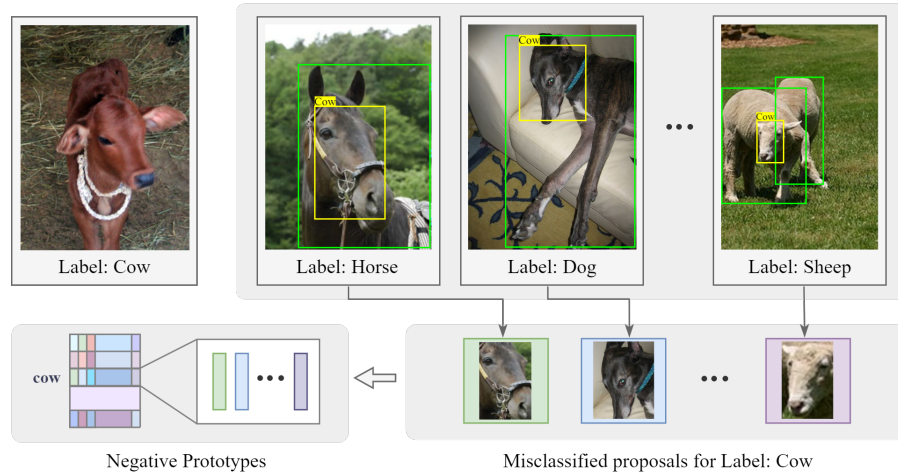 Cow
Cow
Cow
Label: Cow
Label: Horse
Label: Dog
Label: Sheep
cow
Negative Prototypes
Misclassified proposals for Label: Cow